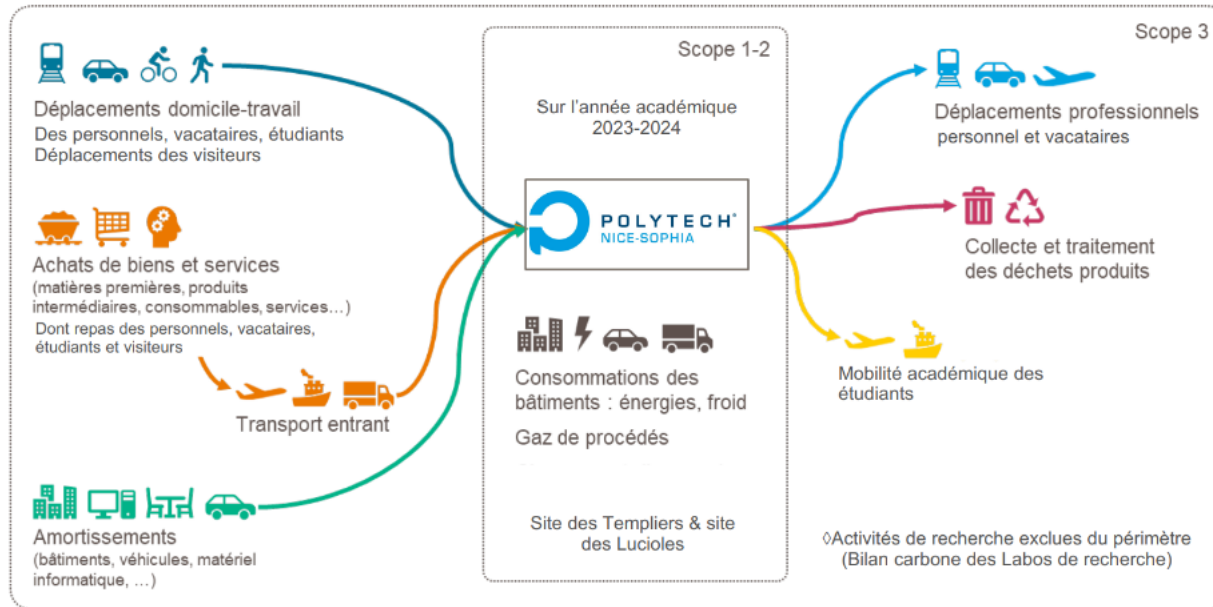 Scope 3
Scope 1-2
Déplacements domicile-travail
Des personnels, vacataires, étudiants
Déplacements des visiteurs
Achats de biens et services
(matières premières, produits
intermédiaires, consommables, services…)
Dont repas des personnels, vacataires,
étudiants et visiteurs
Transport entrant
Amortissements
(bâtiments, véhicules, matériel
informatique, …)
Sur l'année académique
2023-2024
POLYTECH®
NICE-SOPHIA
Consommations des
bâtiments : énergies, froid
Gaz de procédés
Site des Templiers & site
des Lucioles
Déplacements professionnels
personnel et vacataires
Collecte et traitement
des déchets produits
Mobilité académique des
étudiants
◊Activités de recherche exclues du périmètre
(Bilan carbone des Labos de recherche)